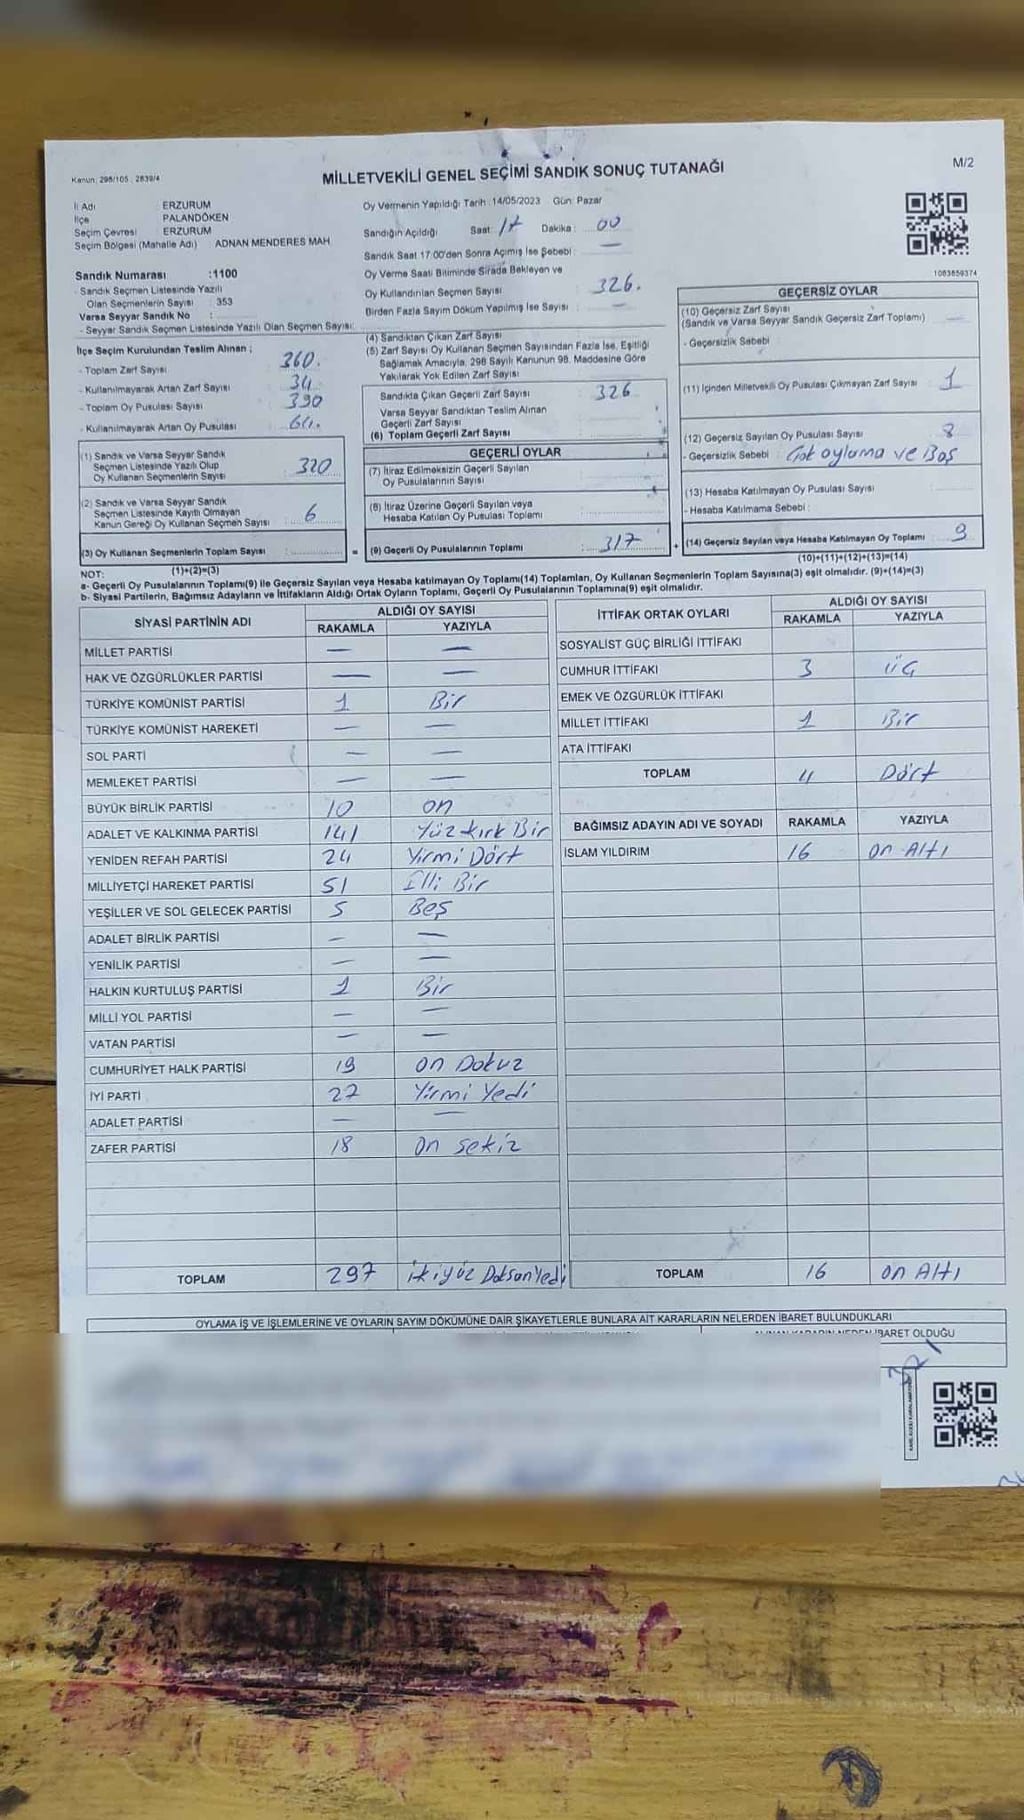 Kanun: 298/105 : 2839/4
MİLLETVEKİLİ GENEL SEÇİMİ SANDIK SONUÇ TUTANAĞI
M/2
İl Adı ERZURUM
İlçe PALANDÖKEN
Seçim Çevresi ERZURUM
Seçim Bölgesi (Mahalle Adı) ADNAN MENDERES MAH.
Sandık Numarası :1100
- Sandık Seçmen Listesinde Yazılı
Olan Seçmenlerin Sayısı : 353
Varsa Seyyar Sandık No :
- Seyyar Sandık Seçmen Listesinde Yazılı Olan Seçmen Sayısı:
İlçe Seçim Kurulundan Teslim Alınan ;
- Toplam Zarf Sayısı 360.
- Kullanılmayarak Artan Zarf Sayısı 34
- Toplam Oy Pusulası Sayısı 390
- Kullanılmayarak Artan Oy Pusulası 64.
(1) Sandık ve Varsa Seyyar Sandık
Seçmen Listesinde Yazılı Olup
Oy Kullanan Seçmenlerin Sayısı 320
(2) Sandık ve Varsa Seyyar Sandık
Seçmen Listesinde Kayıtlı Olmayan
Kanun Gereği Oy Kullanan Seçmen Sayısı 6
(3) Oy Kullanan Seçmenlerin Toplam Sayısı =
(1)+(2)=(3)
Oy Vermenin Yapıldığı Tarih : 14/05/2023 Gün: Pazar
Sandığın Açıldığı Saat: 17 Dakika : 00
Sandık Saat 17:00'den Sonra Açımış İse Sebebi : —
Oy Verme Saati Bitiminde Sırada Bekleyen ve
Oy Kullandırılan Seçmen Sayısı 326.
Birden Fazla Sayım Döküm Yapılmış İse Sayısı : —
(4) Sandıktan Çıkan Zarf Sayısı
(5) Zarf Sayısı Oy Kullanan Seçmen Sayısından Fazla İse, Eşitliği
Sağlamak Amacıyla, 298 Sayılı Kanunun 98. Maddesine Göre
Yakılarak Yok Edilen Zarf Sayısı
Sandıkta Çıkan Geçerli Zarf Sayısı 326
Varsa Seyyar Sandıktan Teslim Alınan
Geçerli Zarf Sayısı
(6) Toplam Geçerli Zarf Sayısı
GEÇERLİ OYLAR
(7) İtiraz Edilmeksizin Geçerli Sayılan
Oy Pusulasının Sayısı
(8) İtiraz Üzerine Geçerli Sayılan veya
Hesaba Katılan Oy Pusulası Toplamı
(9) Geçerli Oy Pusulalarının Toplamı 317 +
1063659374
GEÇERSİZ OYLAR
(10) Geçersiz Zarf Sayısı
(Sandık ve Varsa Seyyar Sandık Geçersiz Zarf Toplamı) —
- Geçersizlik Sebebi
(11) İçinden Milletvekili Oy Pusulası Çıkmayan Zarf Sayısı 1
(12) Geçersiz Sayılan Oy Pusulası Sayısı 8
- Geçersizlik Sebebi : Çok oylama ve Boş
(13) Hesaba Katılmayan Oy Pusulası Sayısı
- Hesaba Katılmama Sebebi :
(14) Geçersiz Sayılan veya Hesaba Katılmayan Oy Toplamı 9
(10)+(11)+(12)+(13)=(14)
NOT:
a- Geçerli Oy Pusulalarının Toplamı(9) ile Geçersiz Sayılan veya Hesaba katılmayan Oy Toplamı(14) Toplamları, Oy Kullanan Seçmenlerin Toplam Sayısına(3) eşit olmalıdır. (9)+(14)=(3)
b- Siyasi Partilerin, Bağımsız Adayların ve İttifakların Aldığı Ortak Oyların Toplamı, Geçerli Oy Pusulalarının Toplamına(9) eşit olmalıdır.
SİYASİ PARTİNİN ADI ALDIĞI OY SAYISI
RAKAMLA YAZIYLA
MİLLET PARTİSİ — —
HAK VE ÖZGÜRLÜKLER PARTİSİ — —
TÜRKİYE KOMÜNİST PARTİSİ 1 Bir
TÜRKİYE KOMÜNİST HAREKETİ — —
SOL PARTİ — —
MEMLEKET PARTİSİ — —
BÜYÜK BİRLİK PARTİSİ 10 on
ADALET VE KALKINMA PARTİSİ 141 Yüz kırk Bir
YENİDEN REFAH PARTİSİ 24 Yirmi Dört
MİLLİYETÇİ HAREKET PARTİSİ 51 Elli Bir
YEŞİLLER VE SOL GELECEK PARTİSİ 5 Beş
ADALET BİRLİK PARTİSİ — —
YENİLİK PARTİSİ — —
HALKIN KURTULUŞ PARTİSİ 1 Bir
MİLLİ YOL PARTİSİ — —
VATAN PARTİSİ — —
CUMHURİYET HALK PARTİSİ 19 on Dokuz
İYİ PARTİ 27 Yirmi Yedi
ADALET PARTİSİ — —
ZAFER PARTİSİ 18 on sekiz
TOPLAM 297 İkiyüz DoksanYedi
İTTİFAK ORTAK OYLARI ALDIĞI OY SAYISI
RAKAMLA YAZIYLA
SOSYALİST GÜÇ BİRLİĞİ İTTİFAKI
CUMHUR İTTİFAKI 3 üç
EMEK VE ÖZGÜRLÜK İTTİFAKI
MİLLET İTTİFAKI 1 Bir
ATA İTTİFAKI
TOPLAM 4 Dört
BAĞIMSIZ ADAYIN ADI VE SOYADI RAKAMLA YAZIYLA
İSLAM YILDIRIM 16 on Altı
TOPLAM 16 on Altı
OYLAMA İŞ VE İŞLEMLERİNE VE OYLARIN SAYIM DÖKÜMÜNE DAİR ŞİKAYETLERLE BUNLARA AİT KARARLARIN NELERDEN İBARET BULUNDUKLARI
İBARET OLDUĞU